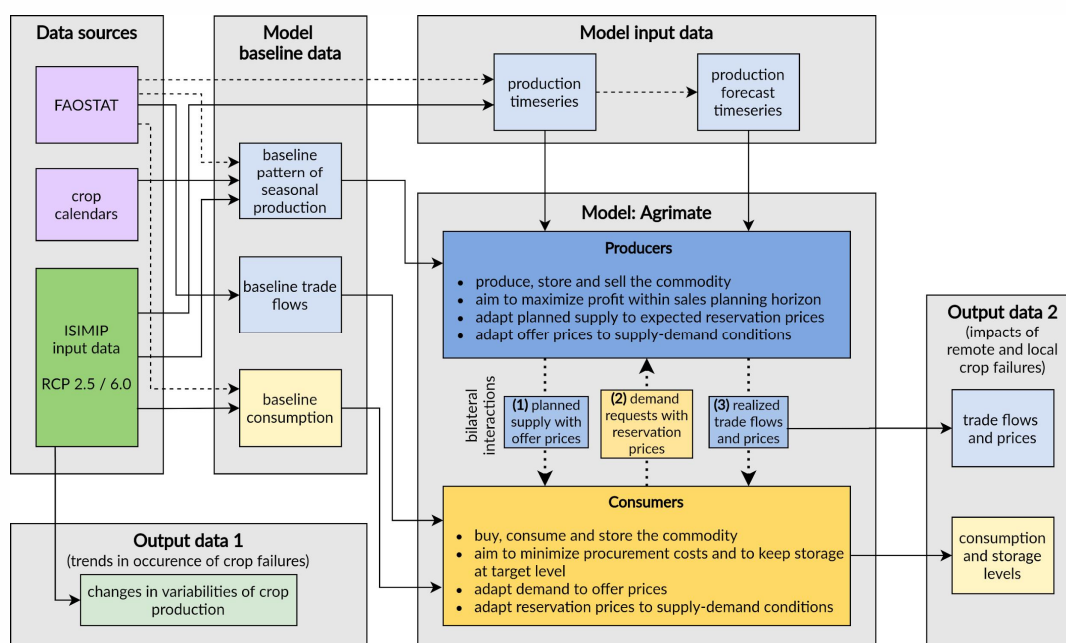 Data sources
FAOSTAT
crop
calendars
ISIMIP
input data
RCP 2.5 / 6.0
Model
baseline data
baseline
pattern of
seasonal
production
baseline trade
flows
baseline
consumption
Model input data
production
timeseries
production
forecast
timeseries
Model: Agrimate
Producers
• produce, store and sell the commodity
• aim to maximize profit within sales planning horizon
• adapt planned supply to expected reservation prices
• adapt offer prices to supply-demand conditions
bilateral
interactions
(1) planned
supply with
offer prices
(2) demand
requests with
reservation
prices
(3) realized
trade flows
and prices
Consumers
• buy, consume and store the commodity
• aim to minimize procurement costs and to keep storage
at target level
• adapt demand to offer prices
• adapt reservation prices to supply-demand conditions
Output data 1
(trends in occurence of crop failures)
changes in variabilities of crop
production
Output data 2
(impacts of
remote and local
crop failures)
trade flows
and prices
consumption
and storage
levels